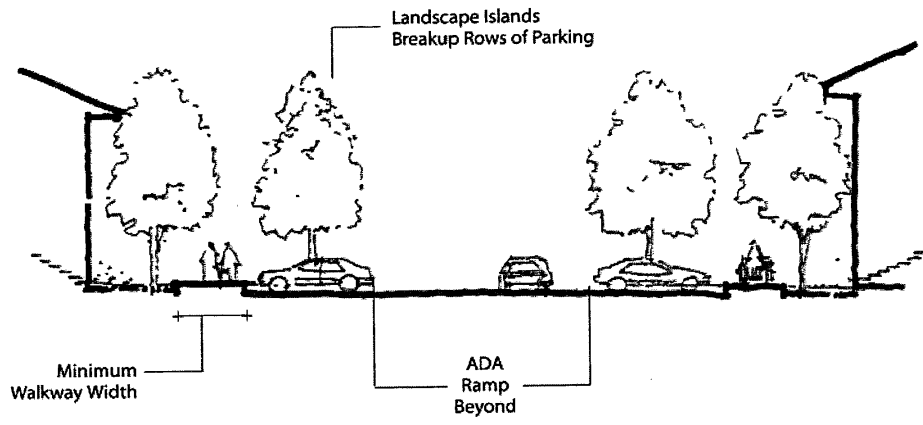 Landscape Islands
Breakup Rows of Parking
Minimum
Walkway Width
ADA
Ramp
Beyond